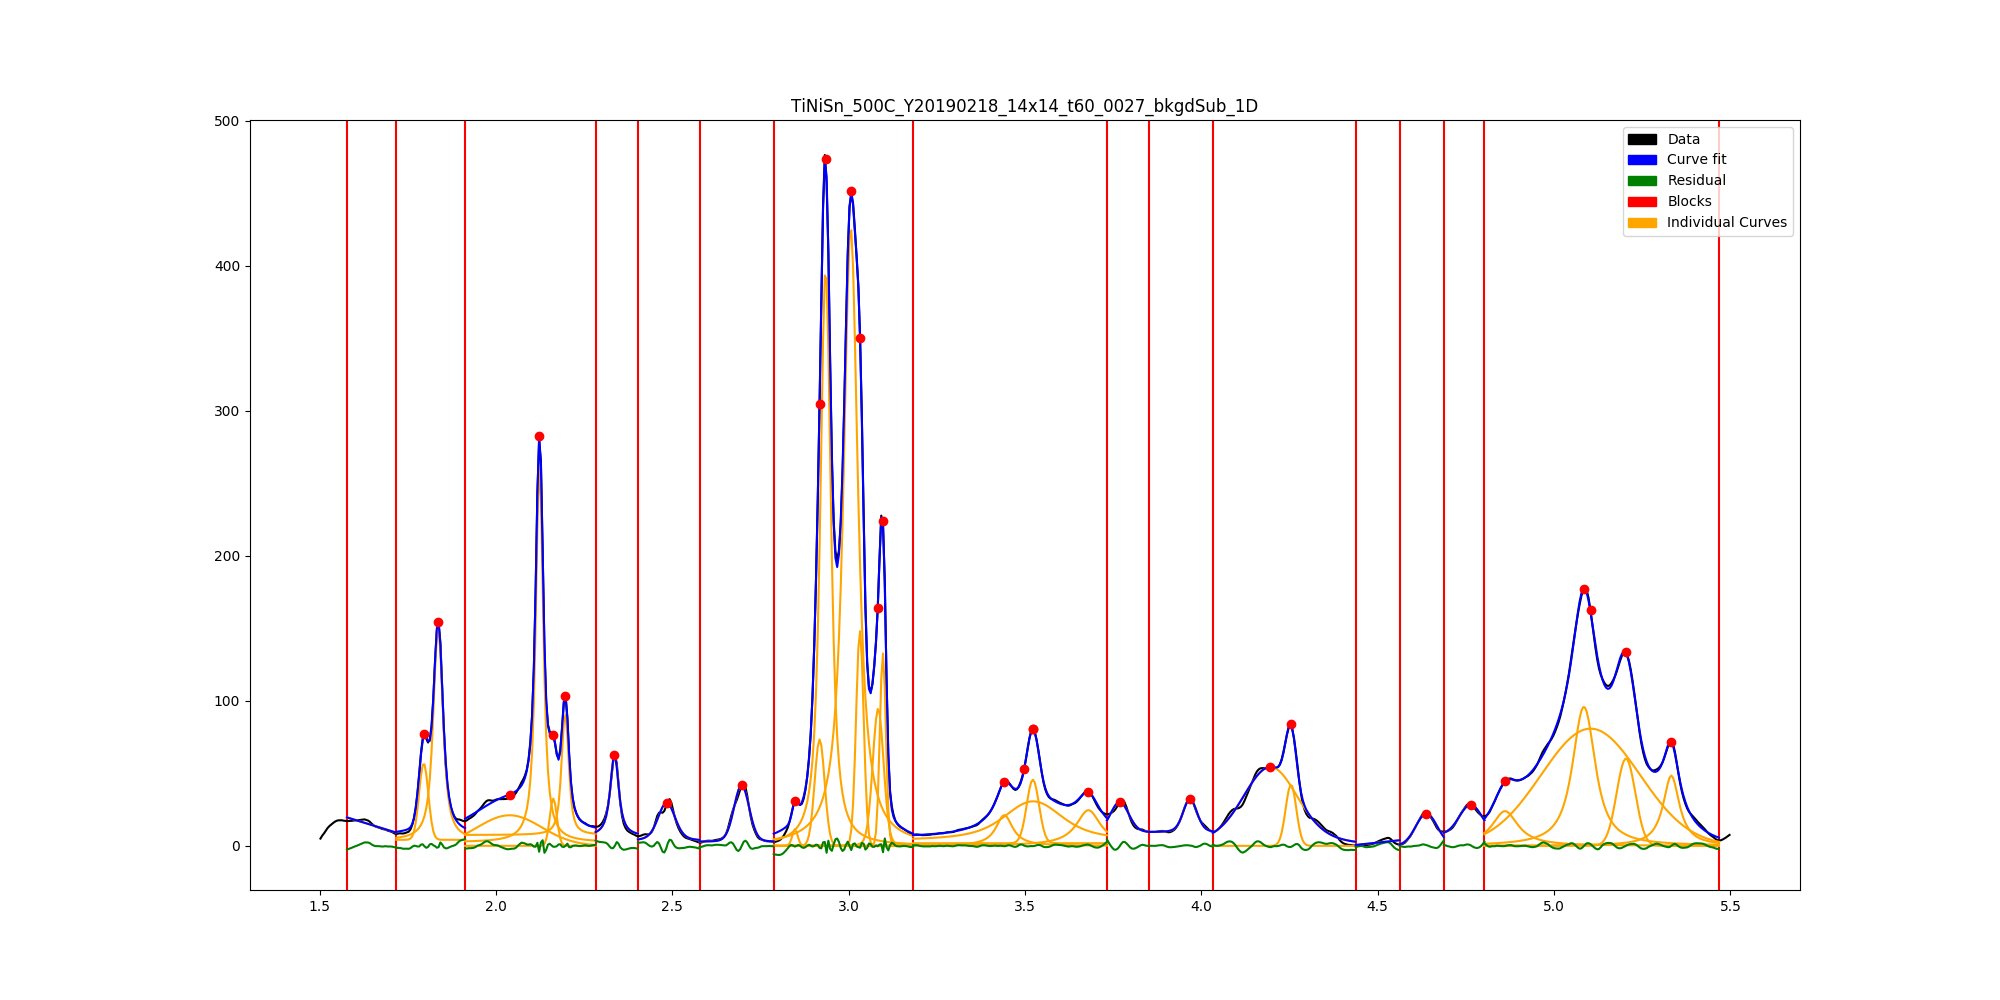 TiNiSn_500C_Y20190218_14x14_t60_0027_bkgdSub_1D
500
400
300
200
100
0
Data
Curve fit
Residual
Blocks
Individual Curves
1.5 2.0 2.5 3.0 3.5 4.0 4.5 5.0 5.5